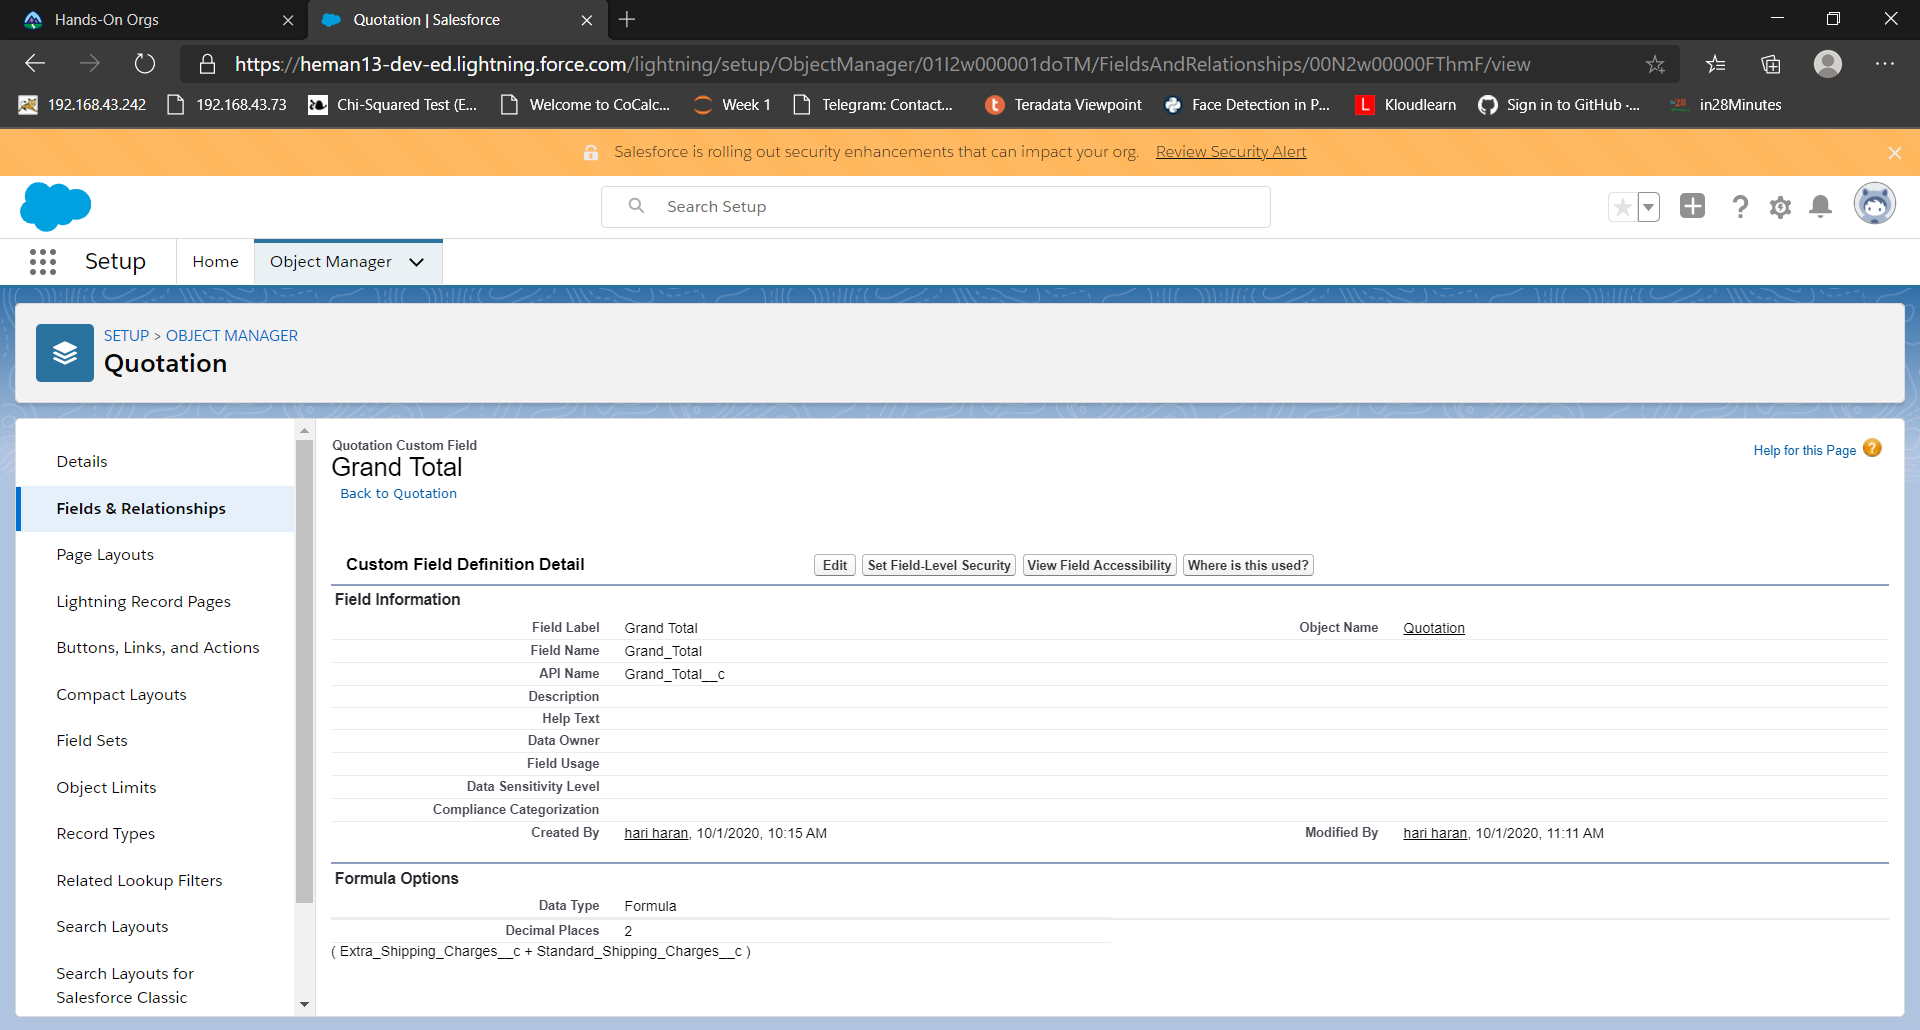 Hands-On Orgs
Quotation | Salesforce
https://heman13-dev-ed.lightning.force.com/lightning/setup/ObjectManager/01I2w000001doTM/FieldsAndRelationships/00N2w00000FThmF/view
192.168.43.242
192.168.43.73
Chi-Squared Test (E...
Welcome to CoCalc...
Week 1
Telegram: Contact...
Teradata Viewpoint
Face Detection in P...
Kloudlearn
Sign in to GitHub ·...
in28Minutes
Salesforce is rolling out security enhancements that can impact your org. Review Security Alert
Search Setup
Setup
Home
Object Manager
SETUP > OBJECT MANAGER
Quotation
Details
Fields & Relationships
Page Layouts
Lightning Record Pages
Buttons, Links, and Actions
Compact Layouts
Field Sets
Object Limits
Record Types
Related Lookup Filters
Search Layouts
Search Layouts for
Salesforce Classic
Quotation Custom Field
Grand Total
Back to Quotation
Help for this Page ?
Custom Field Definition Detail
Edit
Set Field-Level Security
View Field Accessibility
Where is this used?
Field Information
Field Label Grand Total Object Name Quotation
Field Name Grand_Total
API Name Grand_Total__c
Description
Help Text
Data Owner
Field Usage
Data Sensitivity Level
Compliance Categorization
Created By hari haran, 10/1/2020, 10:15 AM Modified By hari haran, 10/1/2020, 11:11 AM
Formula Options
Data Type Formula
Decimal Places 2
( Extra_Shipping_Charges__c + Standard_Shipping_Charges__c )